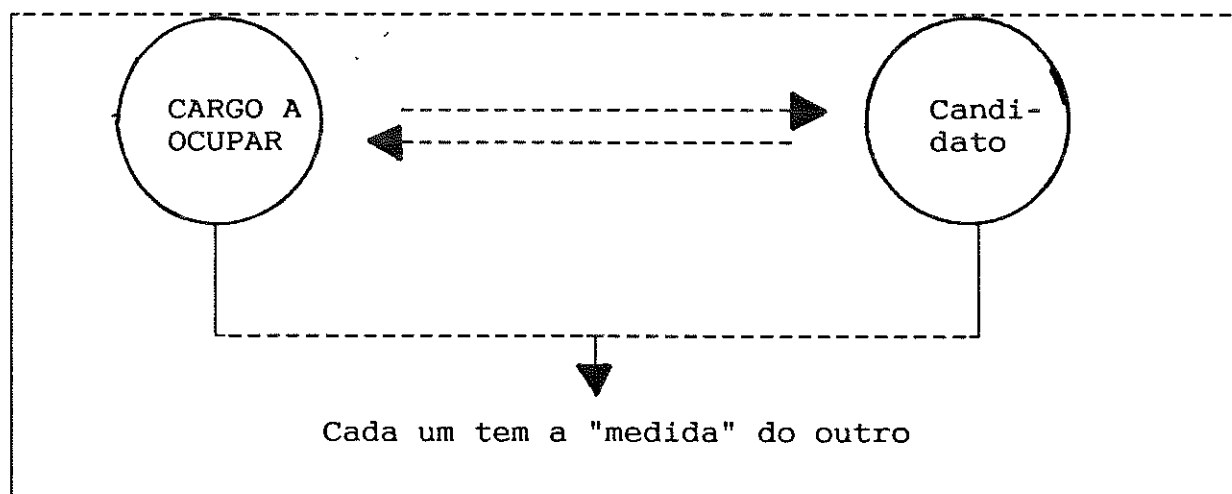 CARGO A
OCUPAR
Candi-
dato
Cada um tem a "medida" do outro